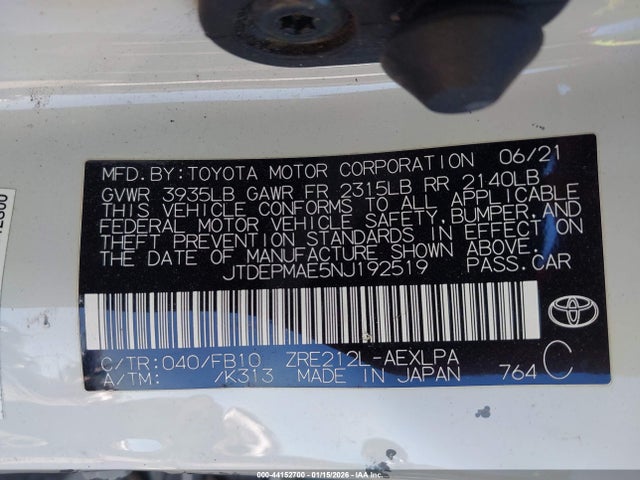 MFD.BY:TOYOTA MOTOR CORPORATION 06/21
GVWR 3935LB GAWR FR 2315LB RR 2140LB
THIS VEHICLE CONFORMS TO ALL APPLICABLE
FEDERAL MOTOR VEHICLE SAFETY,BUMPER,AND
THEFT PREVENTION STANDARDS IN EFFECT ON
THE DATE OF MANUFACTURE SHOWN ABOVE.
JTDEPMAE5NJ192519 PASS.CAR
C/TR:040/FB10 ZRE212L-AEXLPA C
A/TM: /K313 MADE IN JAPAN 764
000-44152700 - 01/15/2026 - IAAI.COM